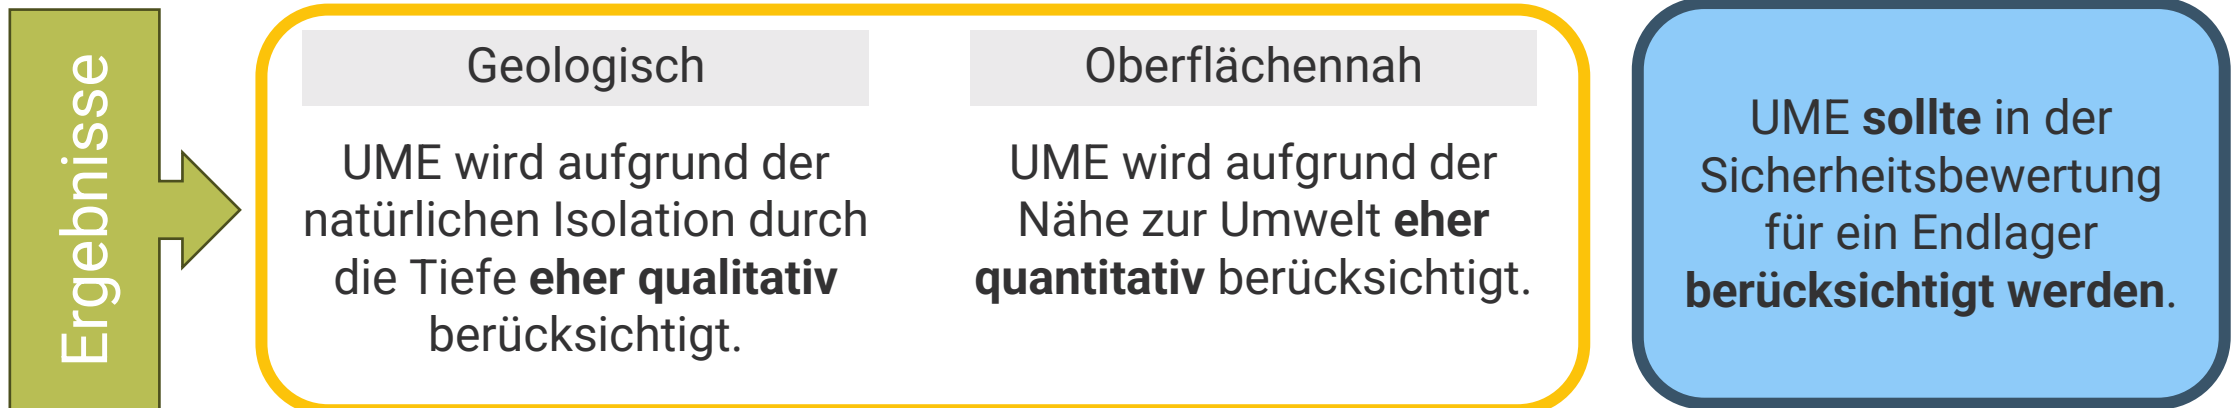 Ergebnisse
Geologisch
UME wird aufgrund der
natürlichen Isolation durch
die Tiefe eher qualitativ
berücksichtigt.
Oberflächennah
UME wird aufgrund der
Nähe zur Umwelt eher
quantitativ berücksichtigt.
UME sollte in der
Sicherheitsbewertung
für ein Endlager
berücksichtigt werden.